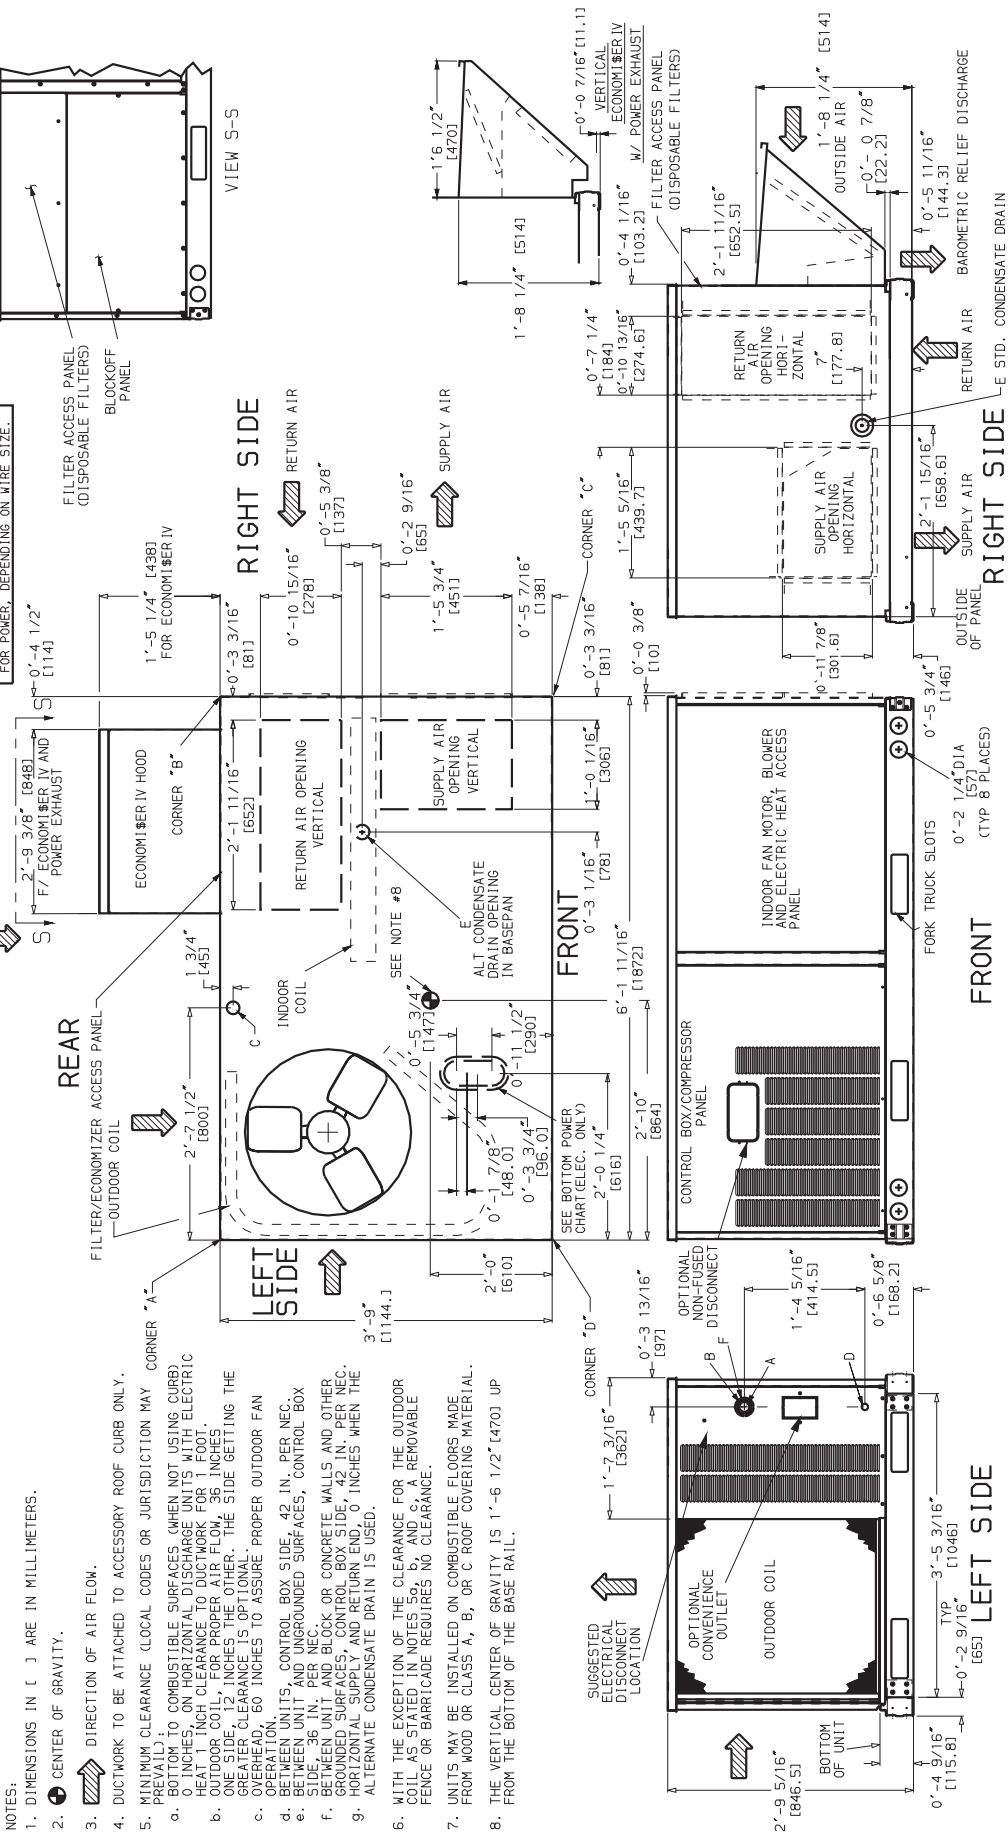 NOTES:
1. DIMENSIONS IN [ ] ARE IN MILLIMETERS.
2. CENTER OF GRAVITY.
3. DIRECTION OF AIR FLOW.
4. DUCTWORK TO BE ATTACHED TO ACCESSORY ROOF CURB ONLY.
5. MINIMUM CLEARANCE (LOCAL CODES OR JURISDICTION MAY
PREVAIL):
a. BOTTOM TO COMBUSTIBLE SURFACES (WHEN NOT USING CURB)
0 INCHES, ON HORIZONTAL DISCHARGE UNITS WITH ELECTRIC
HEAT 1 INCH CLEARANCE TO DUCTWORK FOR 1 FOOT.
b. OUTDOOR COIL, FOR PROPER AIR FLOW, 36 INCHES
ONE SIDE, 12 INCHES THE OTHER. THE SIDE GETTING THE
GREATER CLEARANCE IS OPTIONAL.
c. OVERHEAD, 60 INCHES TO ASSURE PROPER OUTDOOR FAN
OPERATION.
d. BETWEEN UNITS, CONTROL BOX SIDE, 42 IN. PER NEC.
e. BETWEEN UNIT AND UNGROUNDED SURFACES, CONTROL BOX
SIDE, 36 IN. PER NEC.
f. BETWEEN UNIT AND BLOCK OR CONCRETE WALLS AND OTHER
GROUNDED SURFACES, CONTROL BOX SIDE, 42 IN. PER NEC.
g. HORIZONTAL SUPPLY AND RETURN END, 0 INCHES WHEN THE
ALTERNATE CONDENSATE DRAIN IS USED.
6. WITH THE EXCEPTION OF THE CLEARANCE FOR THE OUTDOOR
COIL AS STATED IN NOTES 5a, b, AND c, A REMOVABLE
FENCE OR BARRICADE REQUIRES NO CLEARANCE.
7. UNITS MAY BE INSTALLED ON COMBUSTIBLE FLOORS MADE
FROM WOOD OR CLASS A, B, OR C ROOF COVERING MATERIAL.
8. THE VERTICAL CENTER OF GRAVITY IS 1'-6 1/2" [470] UP
FROM THE BOTTOM OF THE BASE RAIL.
FOR POWER, DEPENDING ON WIRE SIZE.
FILTER ACCESS PANEL
(DISPOSABLE FILTERS)
BLOCKOFF
PANEL
VIEW S-S
REAR
FILTER/ECONOMIZER ACCESS PANEL
OUTDOOR COIL
CORNER "A"
2'-7 1/2"
[800]
1 3/4"
[45]
C
S
S
2'-9 3/8" [848]
F/ ECONOMI$ER IV AND
POWER EXHAUST
0'-4 1/2"
[114]
ECONOMI$ER IV HOOD
CORNER "B"
1'-5 1/4" [438]
FOR ECONOMI$ER IV
0'-3 3/16"
[81]
RIGHT SIDE
RETURN AIR
0'-10 15/16"
[278]
0'-5 3/8"
[137]
0'-2 9/16"
[65]
SUPPLY AIR
1'-5 3/4"
[451]
0'-5 7/16"
[138]
CORNER "C"
2'-1 11/16"
[652]
RETURN AIR OPENING
VERTICAL
SUPPLY AIR
OPENING
VERTICAL
INDOOR
COIL
SEE NOTE #8
E
ALT CONDENSATE
DRAIN OPENING
IN BASEPAN
1'-0 1/16"
[306]
0'-3 3/16"
[81]
0'-3 1/16"
[78]
0'-0 3/8"
[10]
FRONT
LEFT
SIDE
3'-9"
[1144.]
2'-0"
[610]
0'-5 3/4"
[147]
0'-11 1/2"
[290]
0'-1 7/8"
[48.0]
0'-3 3/4"
[96.0]
SEE BOTTOM POWER
CHART(ELEC. ONLY)
2'-0 1/4"
[616]
2'-10"
[864]
6'-1 11/16"
[1872]
CORNER "D"
1'6 1/2"
[470]
1'-8 1/4" [514]
0'-0 7/16" [11.1]
VERTICAL
ECONOMI$ER IV
W/ POWER EXHAUST
FILTER ACCESS PANEL
(DISPOSABLE FILTERS)
0'-4 1/16"
[103.2]
0'-7 1/4"
[184]
0'-10 13/16"
[274.6]
1'-5 5/16"
[439.7]
2'-1 11/16"
[652.5]
RETURN
AIR
OPENING
HORI-
ZONTAL
7"
[177.8]
SUPPLY AIR
OPENING
HORIZONTAL
0'-11 7/8"
[301.6]
0'-5 3/4"
[146]
OUTSIDE
OF PANEL
2'-1 15/16"
[658.6]
SUPPLY AIR
RETURN AIR
E STD. CONDENSATE DRAIN
BAROMETRIC RELIEF DISCHARGE
0'-5 11/16"
[144.3]
0'- 0 7/8"
[22.2]
OUTSIDE AIR
1'-8 1/4" [514]
RIGHT SIDE
CONTROL BOX/COMPRESSOR
PANEL
INDOOR FAN MOTOR, BLOWER
AND ELECTRIC HEAT ACCESS
PANEL
OPTIONAL
NON-FUSED
DISCONNECT
FORK TRUCK SLOTS
0'-2 1/4"DIA
[57]
(TYP 8 PLACES)
FRONT
0'-3 13/16"
[97]
1'-7 3/16"
[362]
B
F
A
D
1'-4 5/16"
[414.5]
0'-6 5/8"
[168.2]
SUGGESTED
ELECTRICAL
DISCONNECT
LOCATION
OPTIONAL
CONVENIENCE
OUTLET
OUTDOOR COIL
BOTTOM
OF UNIT
2'-9 5/16"
[846.5]
0'-4 9/16"
[115.8]
3'-5 3/16"
[1046]
TYP
0'-2 9/16"
[65]
LEFT SIDE